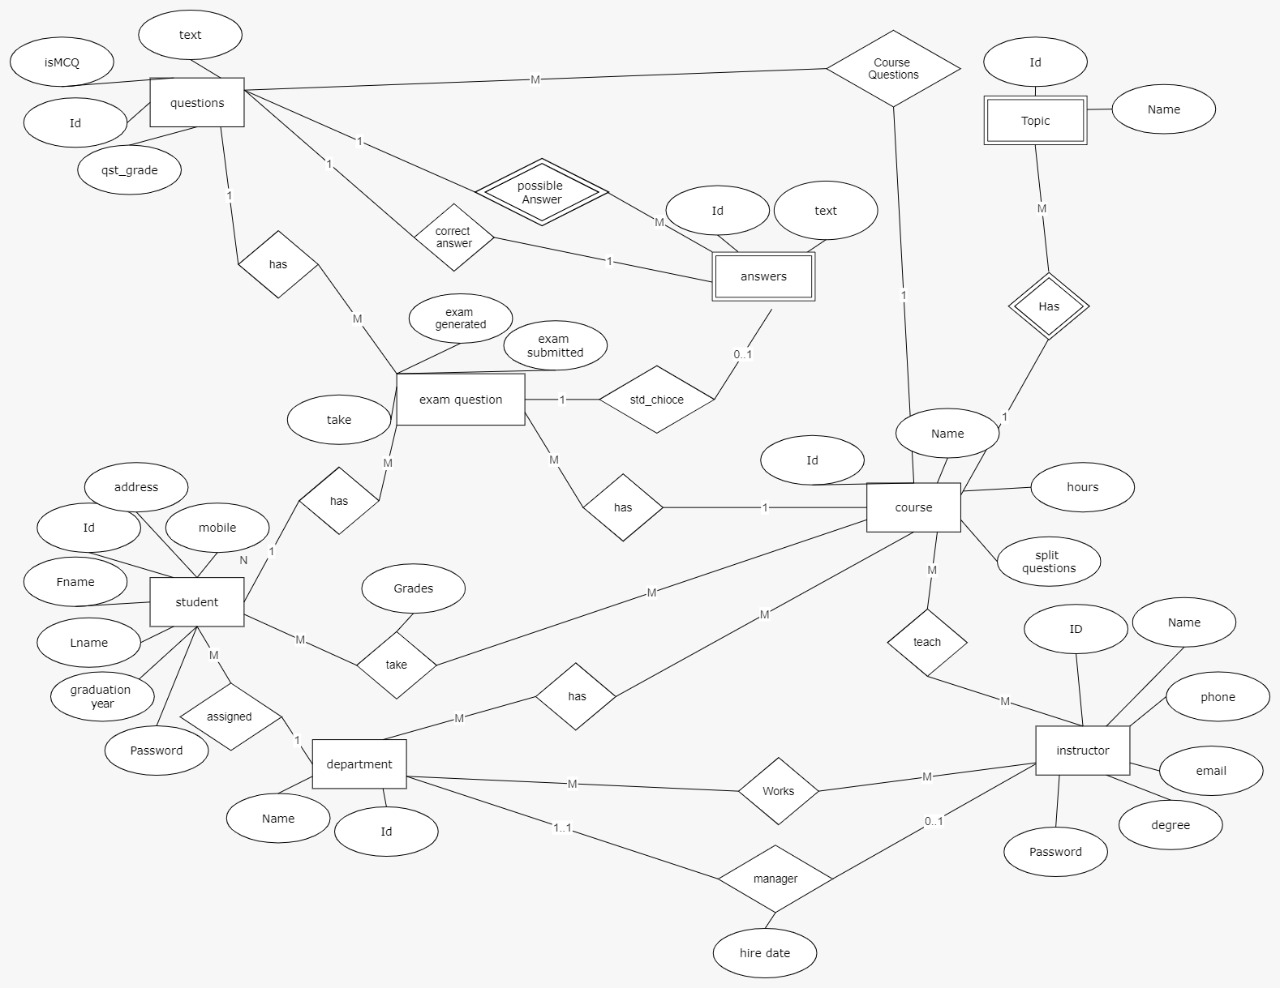 text
isMCQ
questions
Id
qst_grade
M
Course
Questions
Id
Topic
Name
1
1
possible
Answer
M
Id
text
correct
answer
1
answers
1
has
M
M
Has
exam
generated
exam
submitted
0..1
1
exam question
take
1
std_chioce
1
Name
M
M
Id
has
1
course
hours
address
Id
mobile
has
N
1
split
questions
Fname
student
Grades
M
M
M
Lname
M
take
teach
ID
Name
M
graduation
year
assigned
has
M
M
phone
Password
1
department
M
Works
M
instructor
email
Name
Id
1..1
0..1
degree
Password
manager
hire date